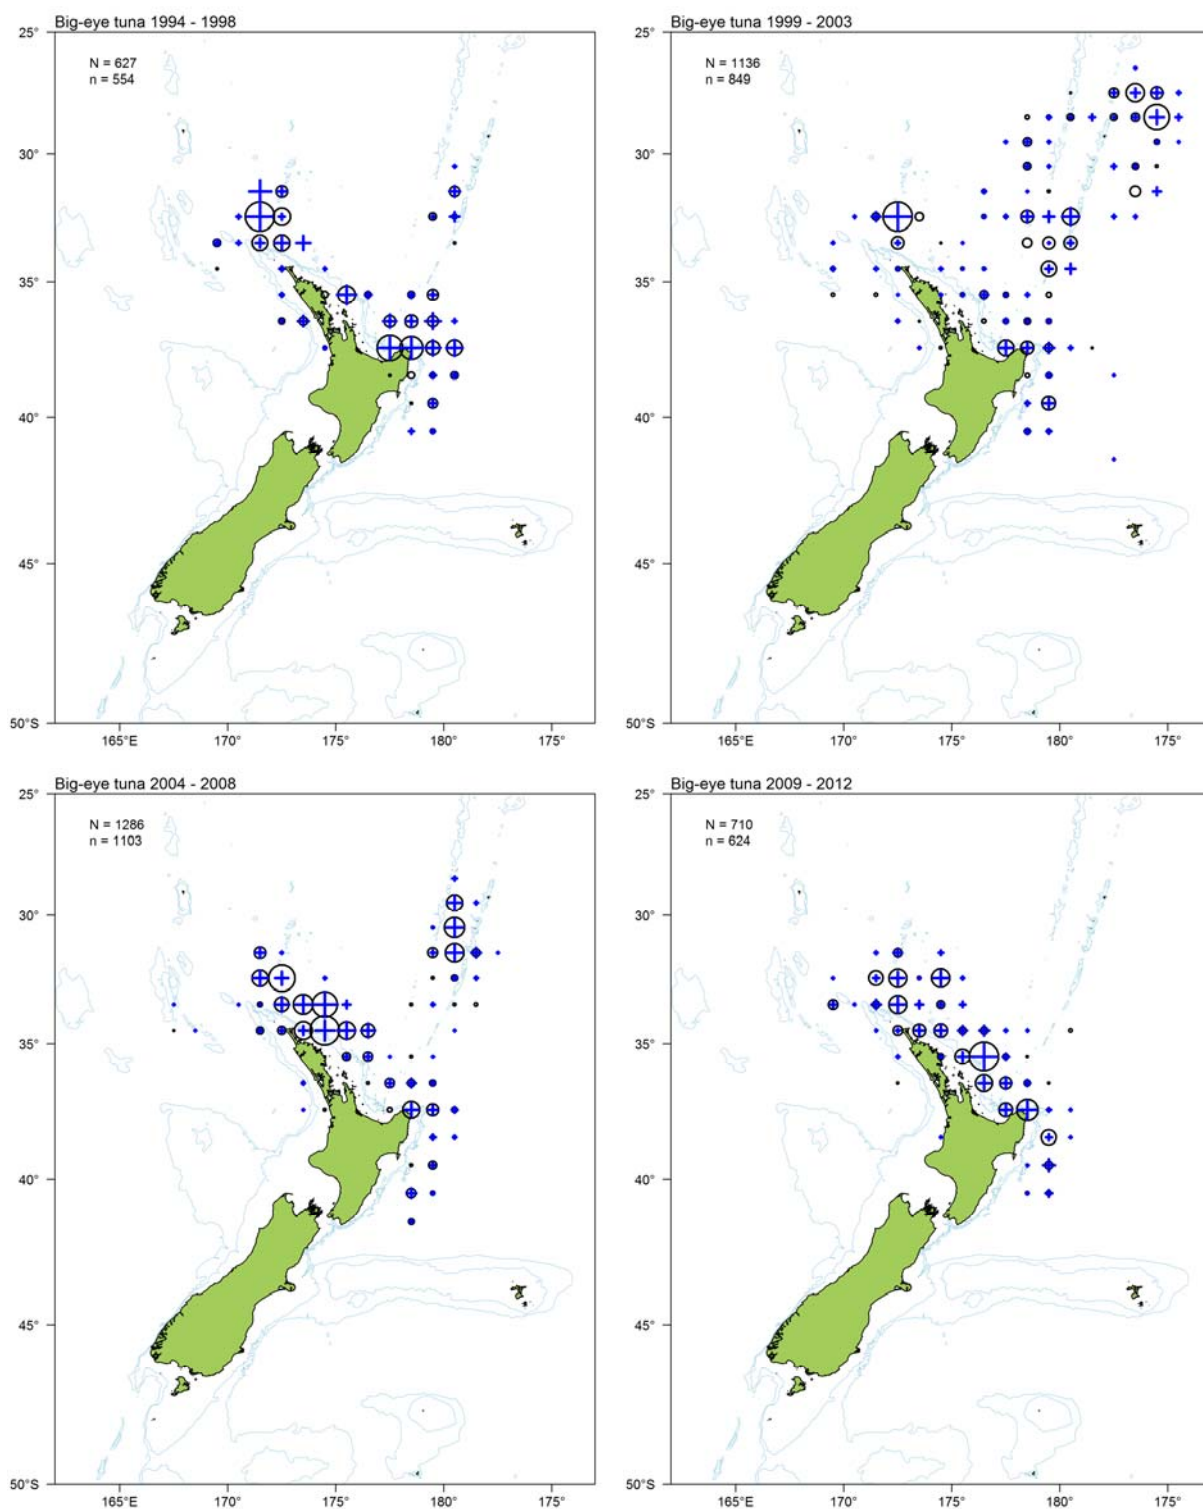 Big-eye tuna 1994 - 1998
Big-eye tuna 1999 - 2003
25°
N = 627
n = 554
30°
35°
40°
45°
50°S
165°E
170°
175°
180°
175°
25°
N = 1136
n = 849
30°
35°
40°
45°
50°S
165°E
170°
175°
180°
175°
Big-eye tuna 2004 - 2008
Big-eye tuna 2009 - 2012
25°
N = 1286
n = 1103
30°
35°
40°
45°
50°S
165°E
170°
175°
180°
175°
25°
N = 710
n = 624
30°
35°
40°
45°
50°S
165°E
170°
175°
180°
175°